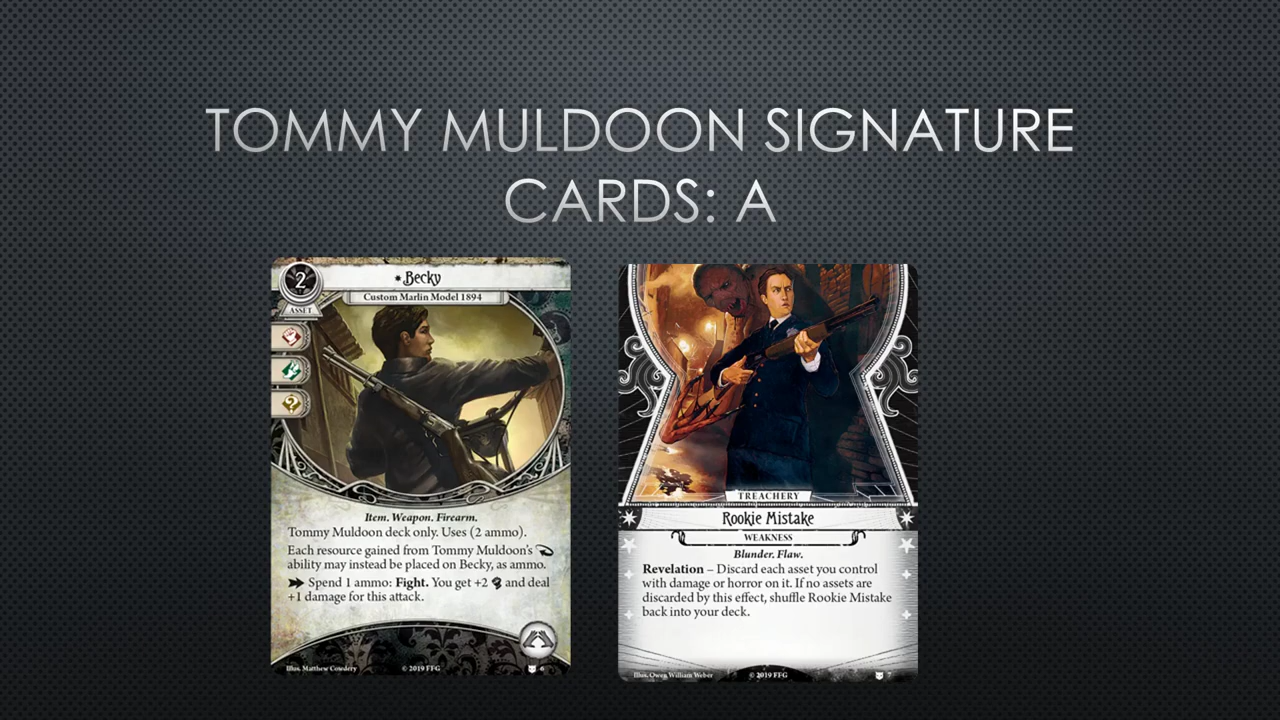 TOMMY MULDOON SIGNATURE
CARDS: A
2
Becky
ASSET
Custom Marlin Model 1894
Item. Weapon. Firearm.
Tommy Muldoon deck only. Uses (2 ammo).
Each resource gained from Tommy Muldoon's
ability may instead be placed on Becky, as ammo.
Spend 1 ammo: Fight. You get +2 and deal
+1 damage for this attack.
Illus. Matthew Cowdery © 2019 FFG 6
TREACHERY
Rookie Mistake
WEAKNESS
Blunder. Flaw.
Revelation – Discard each asset you control
with damage or horror on it. If no assets are
discarded by this effect, shuffle Rookie Mistake
back into your deck.
Illus. Owen William Weber © 2019 FFG 7